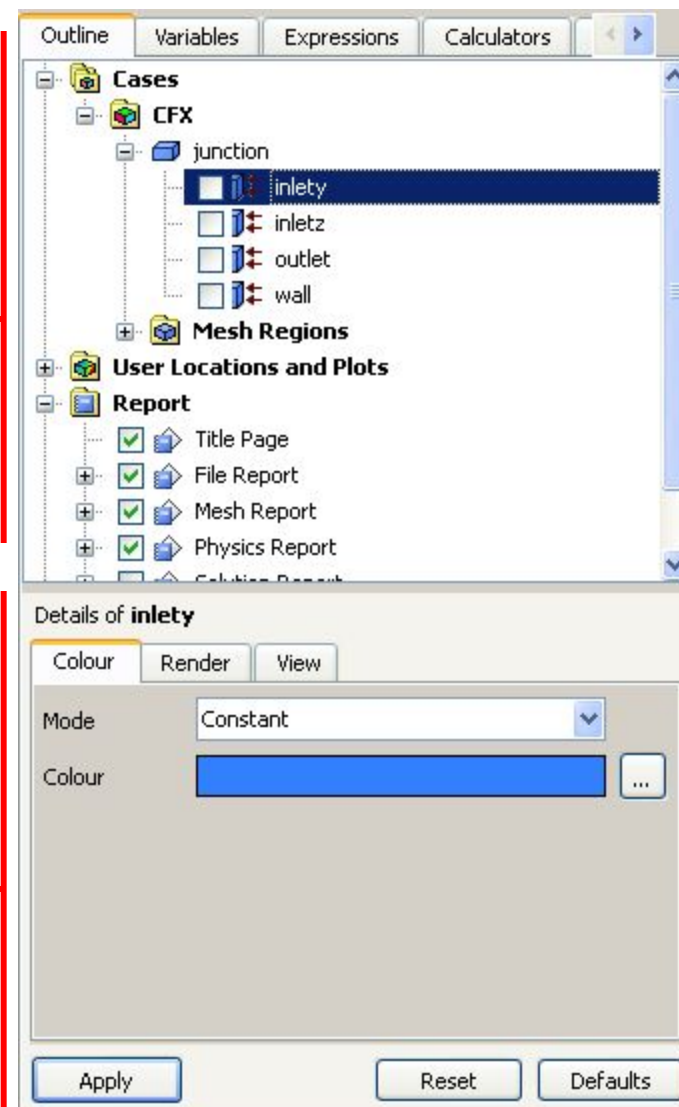 Outline Variables Expressions Calculators
Cases
CFX
junction
inlety
inletz
outlet
wall
Mesh Regions
User Locations and Plots
Report
Title Page
File Report
Mesh Report
Physics Report
Solution Report
Details of inlety
Colour Render View
Mode Constant
Colour ...
Apply Reset Defaults